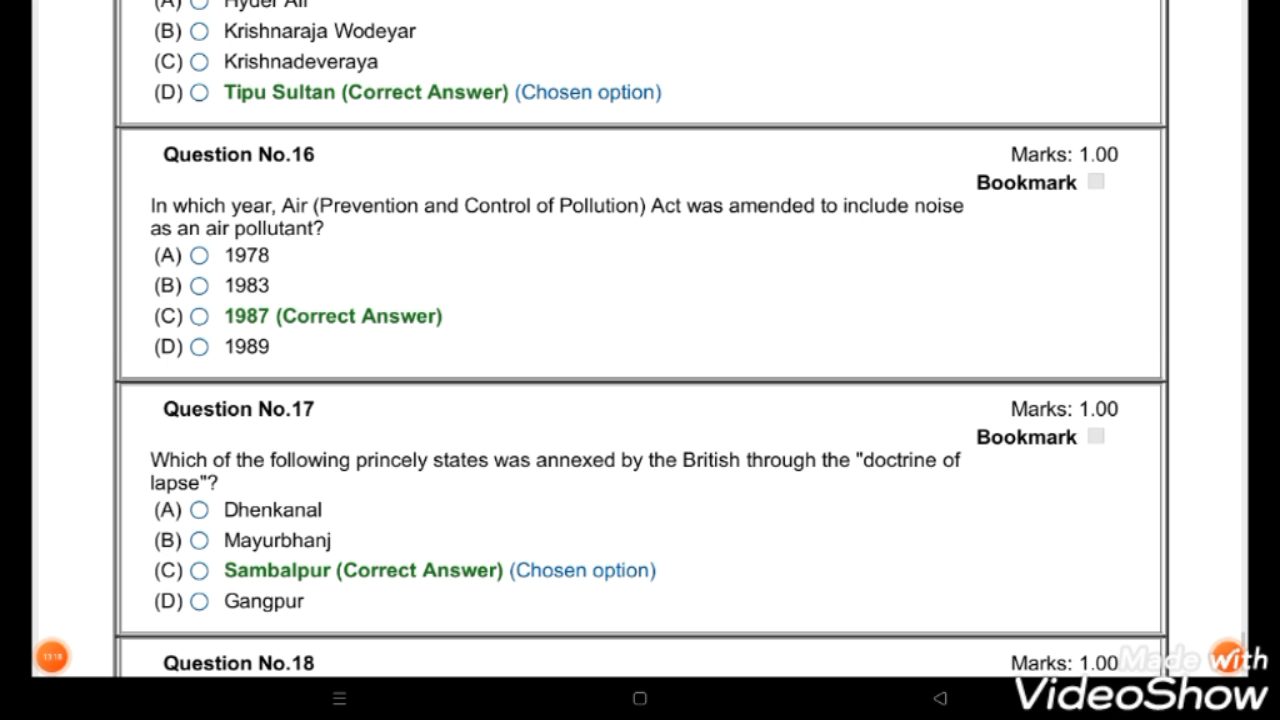 (A) Hyder Ali
(B) Krishnaraja Wodeyar
(C) Krishnadeveraya
(D) Tipu Sultan (Correct Answer) (Chosen option)
Question No.16 Marks: 1.00
Bookmark
In which year, Air (Prevention and Control of Pollution) Act was amended to include noise
as an air pollutant?
(A) 1978
(B) 1983
(C) 1987 (Correct Answer)
(D) 1989
Question No.17 Marks: 1.00
Bookmark
Which of the following princely states was annexed by the British through the "doctrine of
lapse"?
(A) Dhenkanal
(B) Mayurbhanj
(C) Sambalpur (Correct Answer) (Chosen option)
(D) Gangpur
Question No.18 Marks: 1.00
Made with
VideoShow